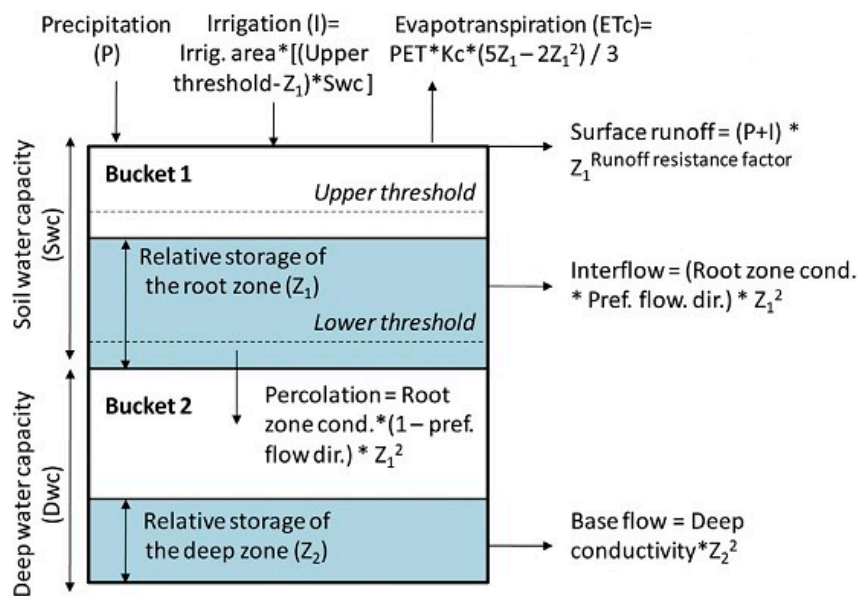 Precipitation
(P)
Irrigation (I)=
Irrig. area*[(Upper
threshold-Z₁)*Swc]
Evapotranspiration (ETc)=
PET*Kc*(5Z₁ – 2Z₁²) / 3
Surface runoff = (P+I) *
Z₁^Runoff resistance factor
Bucket 1
Upper threshold
Soil water capacity
(Swc)
Relative storage of
the root zone (Z₁)
Interflow = (Root zone cond.
* Pref. flow. dir.) * Z₁²
Lower threshold
Bucket 2
Percolation = Root
zone cond.*(1 – pref.
flow dir.) * Z₁²
Deep water capacity
(Dwc)
Relative storage of
the deep zone (Z₂)
Base flow = Deep
conductivity*Z₂²